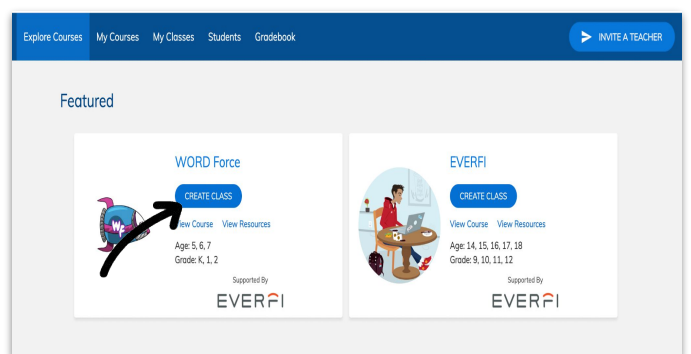 Explore Courses My Courses My Classes Students Gradebook INVITE A TEACHER
Featured
WORD Force
CREATE CLASS
View Course View Resources
Age: 5, 6, 7
Grade: K, 1, 2
Supported By
EVERFI
WF
EVERFI
CREATE CLASS
View Course View Resources
Age: 14, 15, 16, 17, 18
Grade: 9, 10, 11, 12
Supported By
EVERFI